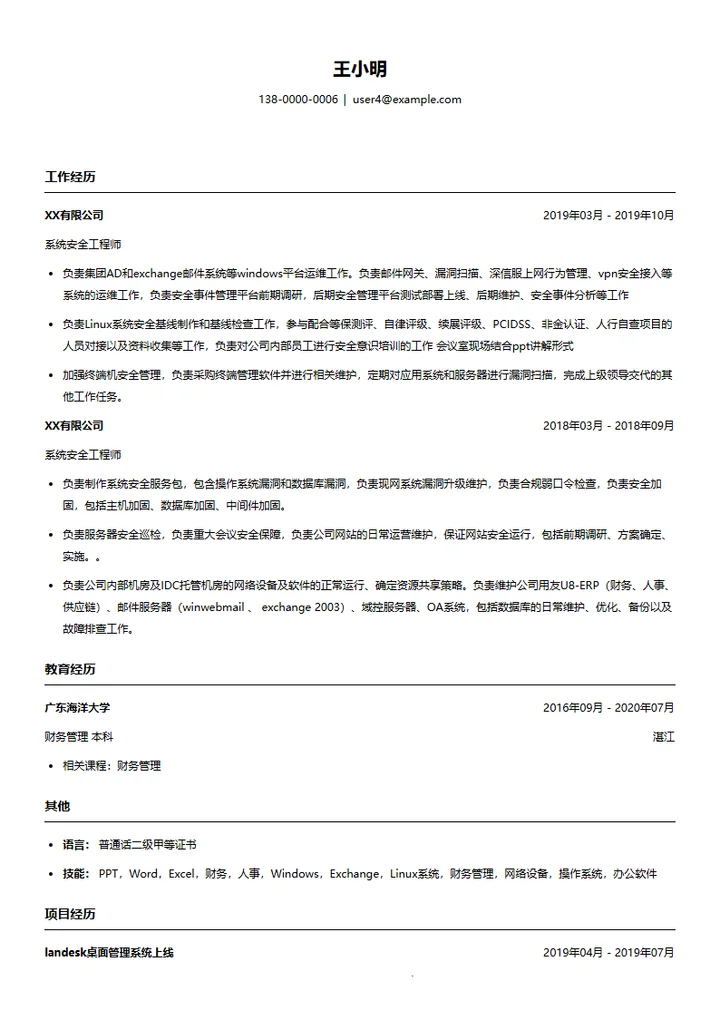 王小明
138-0000-0006 | user4@example.com
工作经历
XX有限公司 2019年03月 - 2019年10月
系统安全工程师
• 负责集团AD和exchange邮件系统等windows平台运维工作。负责邮件网关、漏洞扫描、深信服上网行为管理、vpn安全接入等
系统的运维工作，负责安全事件管理平台前期调研，后期安全管理平台测试部署上线、后期维护、安全事件分析等工作
• 负责Linux系统安全基线制作和基线检查工作，参与配合等保测评、自律评级、续展评级、PCIDSS、非金认证、人行自查项目的
人员对接以及资料收集等工作，负责对公司内部员工进行安全意识培训的工作 会议室现场结合ppt讲解形式
• 加强终端机安全管理，负责采购终端管理软件并进行相关维护，定期对应用系统和服务器进行漏洞扫描，完成上级领导交代的其
他工作任务。
XX有限公司 2018年03月 - 2018年09月
系统安全工程师
• 负责制作系统安全服务包，包含操作系统漏洞和数据库漏洞，负责现网系统漏洞升级维护，负责合规弱口令检查，负责安全加
固，包括主机加固、数据库加固、中间件加固。
• 负责服务器安全巡检，负责重大会议安全保障，负责公司网站的日常运营维护，保证网站安全运行，包括前期调研、方案确定、
实施。。
• 负责公司内部机房及IDC托管机房的网络设备及软件的正常运行、确定资源共享策略。负责维护公司用友U8-ERP（财务、人事、
供应链）、邮件服务器（winwebmail 、 exchange 2003）、域控服务器、OA系统，包括数据库的日常维护、优化、备份以及
故障排查工作。
教育经历
广东海洋大学 2016年09月 - 2020年07月
财务管理 本科 湛江
• 相关课程：财务管理
其他
• 语言： 普通话二级甲等证书
• 技能： PPT，Word，Excel，财务，人事，Windows，Exchange，Linux系统，财务管理，网络设备，操作系统，办公软件
项目经历
landesk桌面管理系统上线 2019年04月 - 2019年07月